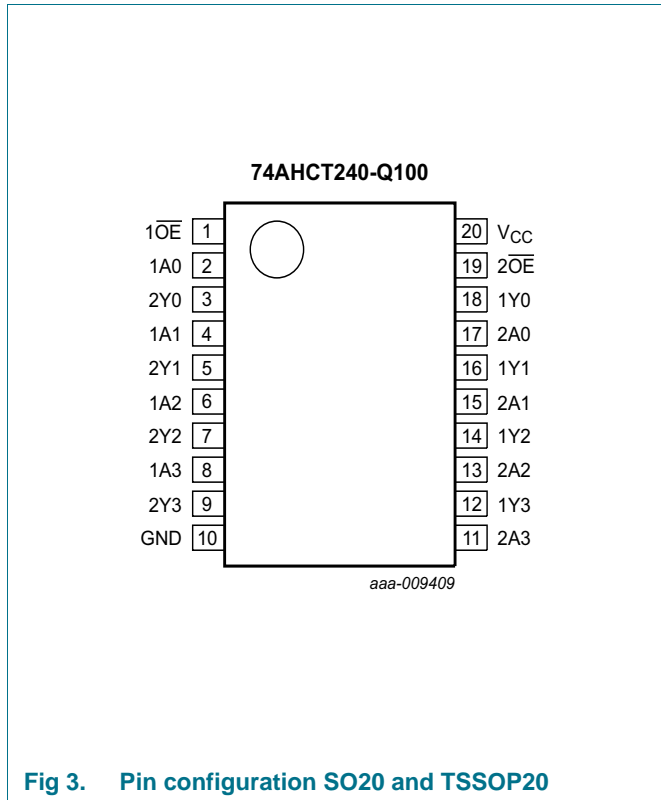 74AHCT240-Q100
1O̅E̅ 1
1A0 2
2Y0 3
1A1 4
2Y1 5
1A2 6
2Y2 7
1A3 8
2Y3 9
GND 10
20 VCC
19 2O̅E̅
18 1Y0
17 2A0
16 1Y1
15 2A1
14 1Y2
13 2A2
12 1Y3
11 2A3
aaa-009409
Fig 3. Pin configuration SO20 and TSSOP20